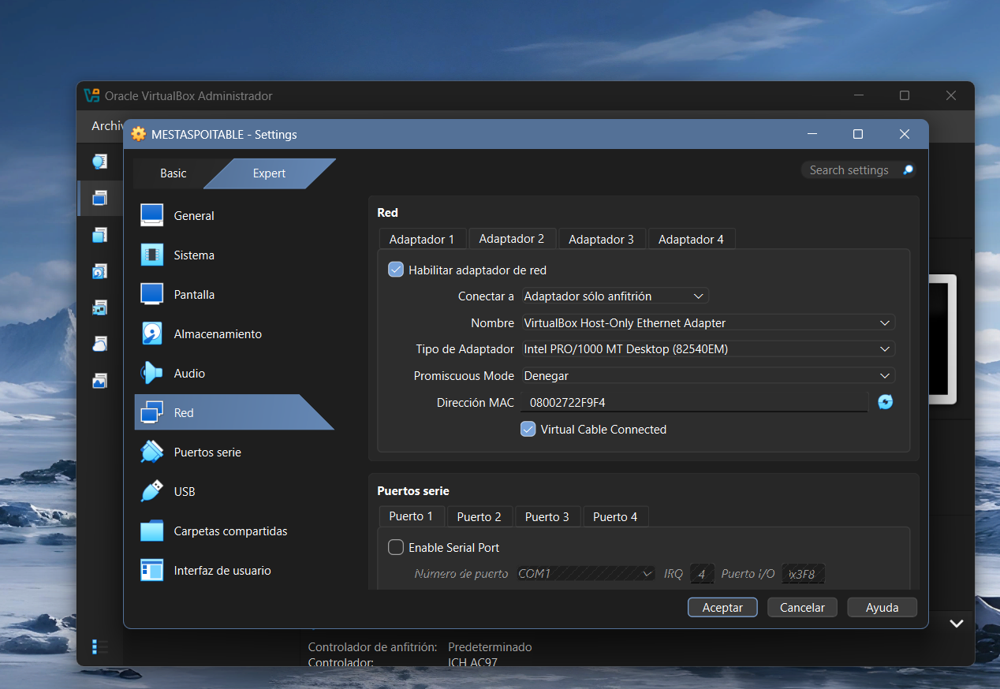 Oracle VirtualBox Administrador
Archiv
MESTASPOITABLE - Settings
Basic
Expert
Search settings
General
Sistema
Pantalla
Almacenamiento
Audio
Red
Puertos serie
USB
Carpetas compartidas
Interfaz de usuario
Red
Adaptador 1
Adaptador 2
Adaptador 3
Adaptador 4
Habilitar adaptador de red
Conectar a Adaptador sólo anfitrión
Nombre VirtualBox Host-Only Ethernet Adapter
Tipo de Adaptador Intel PRO/1000 MT Desktop (82540EM)
Promiscuous Mode Denegar
Dirección MAC 08002722F9F4
Virtual Cable Connected
Puertos serie
Puerto 1
Puerto 2
Puerto 3
Puerto 4
Enable Serial Port
Número de puerto COM1 IRQ 4 Puerto i/O 0x3F8
Aceptar
Cancelar
Ayuda
Controlador de anfitrión: Predeterminado
Controlador: ICH AC97